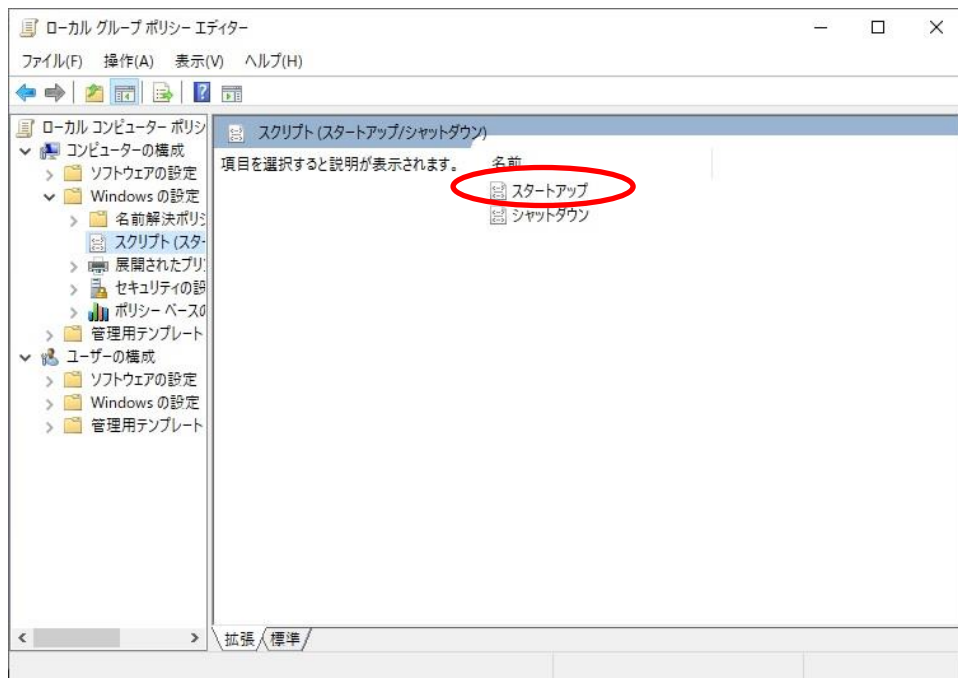 ローカル グループ ポリシー エディター
ファイル(F) 操作(A) 表示(V) ヘルプ(H)
ローカル コンピューター ポリシ
コンピューターの構成
ソフトウェアの設定
Windows の設定
名前解決ポリシ
スクリプト (スター
展開されたプリン
セキュリティの設
ポリシー ベースの
管理用テンプレート
ユーザーの構成
ソフトウェアの設定
Windows の設定
管理用テンプレート
スクリプト (スタートアップ/シャットダウン)
項目を選択すると説明が表示されます。
名前
スタートアップ
シャットダウン
拡張 標準